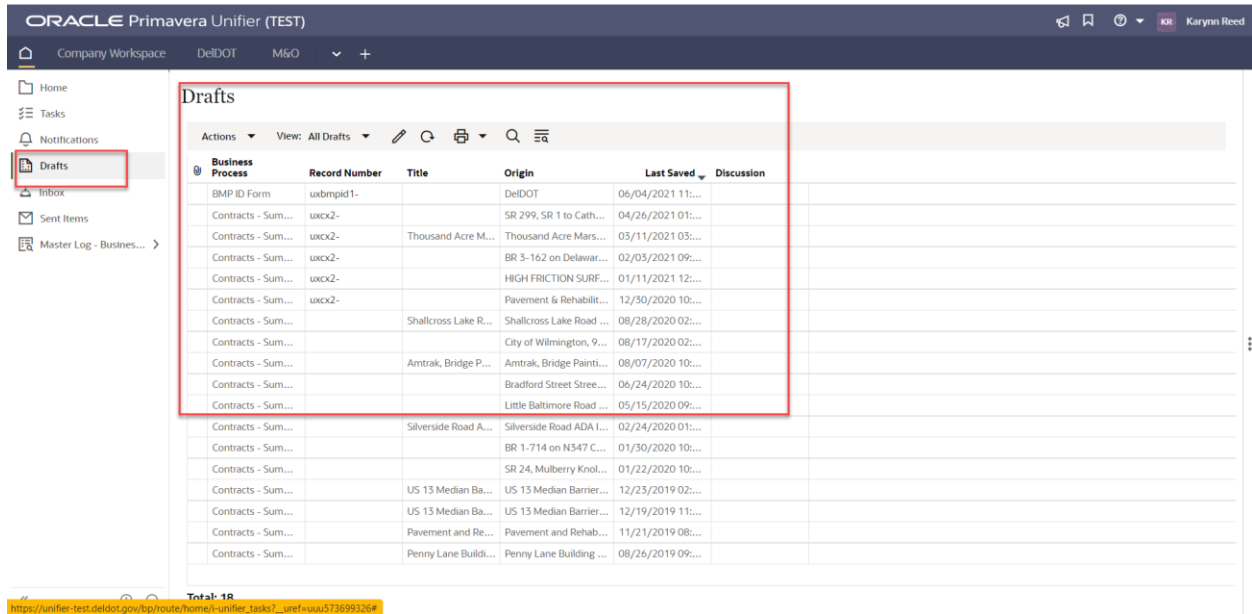 ORACLE Primavera Unifier (TEST) KR Karynn Reed
Company Workspace DelDOT M&O
Home
Tasks
Notifications
Drafts
Inbox
Sent Items
Master Log - Busines...
Drafts
Actions View: All Drafts
Business Process Record Number Title Origin Last Saved Discussion
BMP ID Form uxbmpid1- DelDOT 06/04/2021 11:...
Contracts - Sum... uxcx2- SR 299, SR 1 to Cath... 04/26/2021 01:...
Contracts - Sum... uxcx2- Thousand Acre M... Thousand Acre Mars... 03/11/2021 03:...
Contracts - Sum... uxcx2- BR 3-162 on Delawar... 02/03/2021 09:...
Contracts - Sum... uxcx2- HIGH FRICTION SURF... 01/11/2021 12:...
Contracts - Sum... uxcx2- Pavement & Rehabilit... 12/30/2020 10:...
Contracts - Sum... Shallcross Lake R... Shallcross Lake Road ... 08/28/2020 02:...
Contracts - Sum... City of Wilmington, 9... 08/17/2020 02:...
Contracts - Sum... Amtrak, Bridge P... Amtrak, Bridge Painti... 08/07/2020 10:...
Contracts - Sum... Bradford Street Stree... 06/24/2020 10:...
Contracts - Sum... Little Baltimore Road ... 05/15/2020 09:...
Contracts - Sum... Silverside Road A... Silverside Road ADA I... 02/24/2020 01:...
Contracts - Sum... BR 1-714 on N347 C... 01/30/2020 10:...
Contracts - Sum... SR 24, Mulberry Knol... 01/22/2020 10:...
Contracts - Sum... US 13 Median Ba... US 13 Median Barrier... 12/23/2019 02:...
Contracts - Sum... US 13 Median Ba... US 13 Median Barrier... 12/19/2019 11:...
Contracts - Sum... Pavement and Re... Pavement and Rehab... 11/21/2019 08:...
Contracts - Sum... Penny Lane Buildi... Penny Lane Building ... 08/26/2019 09:...
Total: 18
https://unifier-test.deldot.gov/bp/route/home/i-unifier_tasks?__uref=uuu573699326#